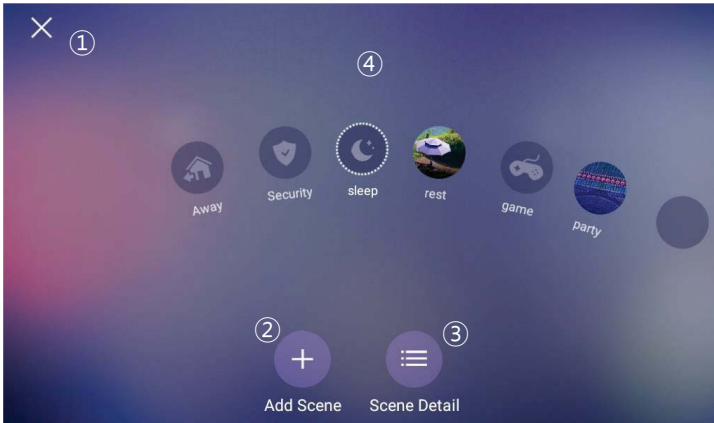 ①
④
Away
Security
sleep
rest
game
party
②
③
Add Scene
Scene Detail